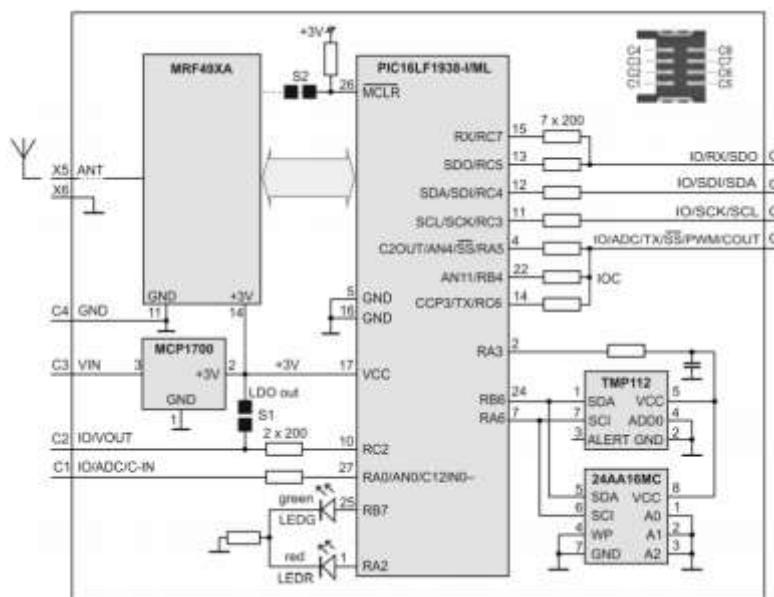 +3V
MRF49XA
S2
26
MCLR
PIC16LF1938-I/ML
C4
C3
C2
C1
C8
C7
C6
C5
7 x 200
RX/RC7
15
SDO/RC5
13
IO/RX/SDO
SDA/SDI/RC4
12
IO/SDI/SDA
SCL/SCK/RC3
11
IO/SCK/SCL
C2OUT/AN4/SS/RA5
4
IO/ADC/TX/SS/PWM/COUT
AN11/RB4
22
IOC
CCP3/TX/RC6
14
X5 ANT
X6
GND
11
+3V
14
5
GND
16
GND
C4 GND
C3 VIN
3
MCP1700
+3V
2
GND
1
+3V
17
VCC
LDO out
S1
RA3
2
RB6
24
RA6
7
TMP112
1
SDA
VCC
5
7
SCI
ADD0
4
3
ALERT
GND
2
C2 IO/VOUT
2 x 200
10
RC2
C1 IO/ADC/C-IN
27
RA0/AN0/C12IN0–
green
LEDG
25
RB7
red
LEDR
1
RA2
24AA16MC
5
SDA
VCC
8
6
SCI
A0
1
4
WP
A1
2
7
GND
A2
3